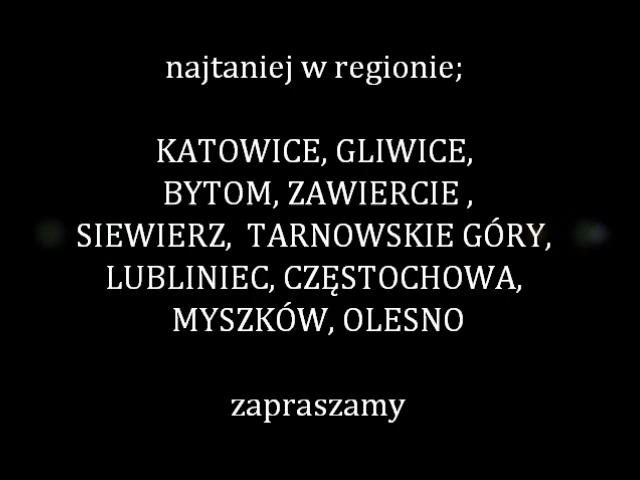 najtaniej w regionie;
KATOWICE, GLIWICE,
BYTOM, ZAWIERCIE ,
SIEWIERZ, TARNOWSKIE GÓRY,
LUBLINIEC, CZĘSTOCHOWA,
MYSZKÓW, OLESNO
zapraszamy